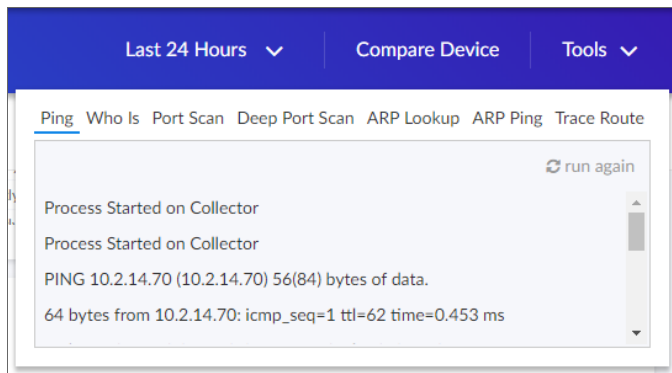 Last 24 Hours Compare Device Tools
Ping Who Is Port Scan Deep Port Scan ARP Lookup ARP Ping Trace Route
run again
Process Started on Collector
Process Started on Collector
PING 10.2.14.70 (10.2.14.70) 56(84) bytes of data.
64 bytes from 10.2.14.70: icmp_seq=1 ttl=62 time=0.453 ms